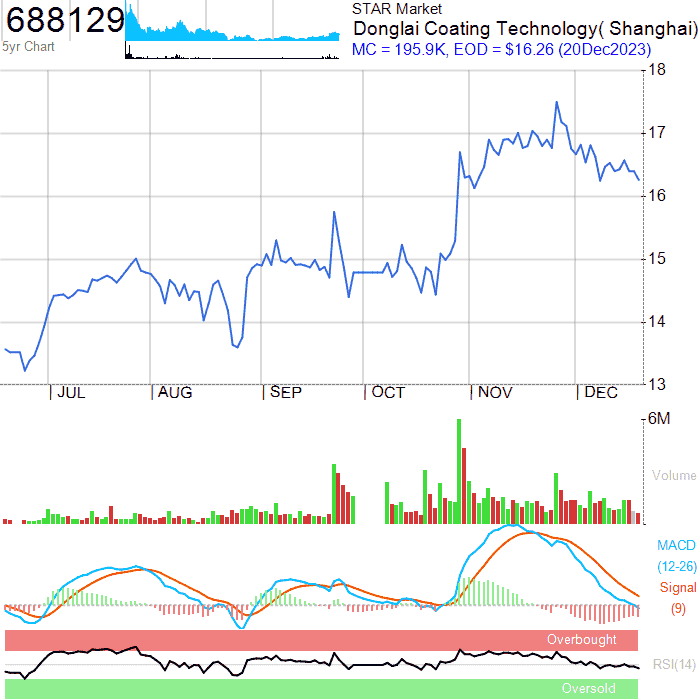 688129
5yr Chart
STAR Market
Donglai Coating Technology( Shanghai)
MC = 195.9K, EOD = $16.26 (20Dec2023)
18
17
16
15
14
13
JUL AUG SEP OCT NOV DEC
6M
Volume
MACD
(12-26)
Signal
(9)
Overbought
RSI(14)
Oversold